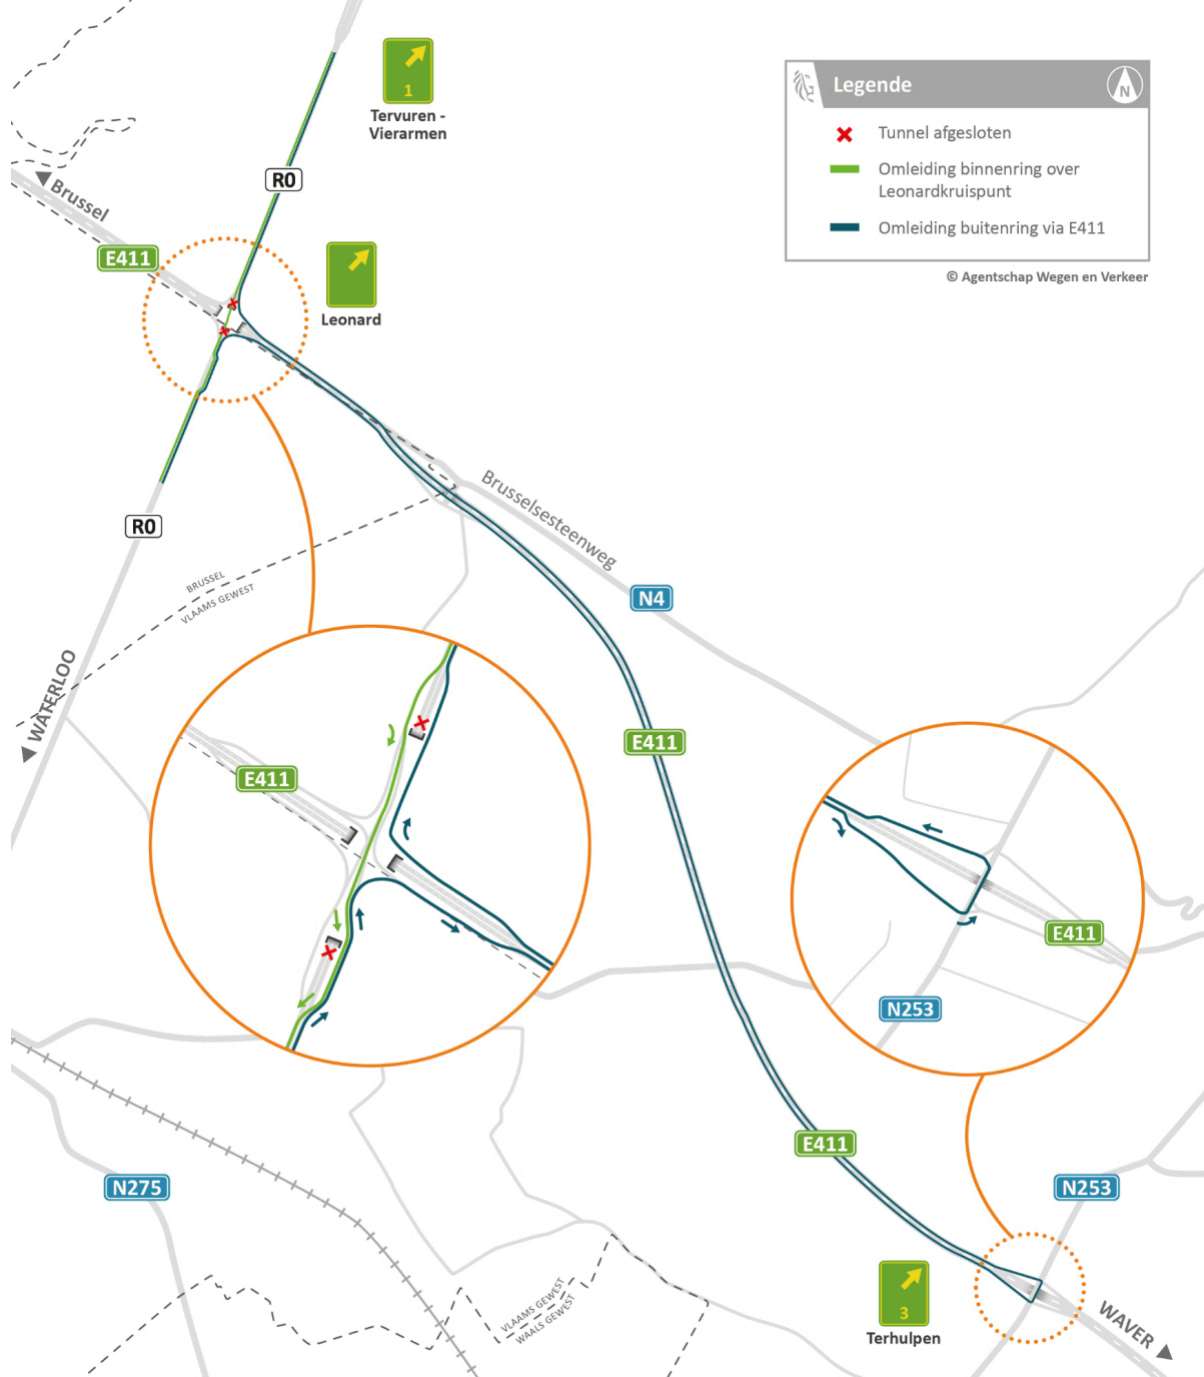 1
Tervuren -
Vierarmen
Legende
N
Tunnel afgesloten
Omleiding binnenring over
Leonardkruispunt
Omleiding buitenring via E411
© Agentschap Wegen en Verkeer
R0
Brussel
E411
Leonard
Brusselsesteenweg
R0
BRUSSEL
VLAAMS GEWEST
N4
WATERLOO
E411
E411
E411
N253
E411
N275
N253
VLAAMS GEWEST
WAALS GEWEST
3
Terhulpen
WAVER